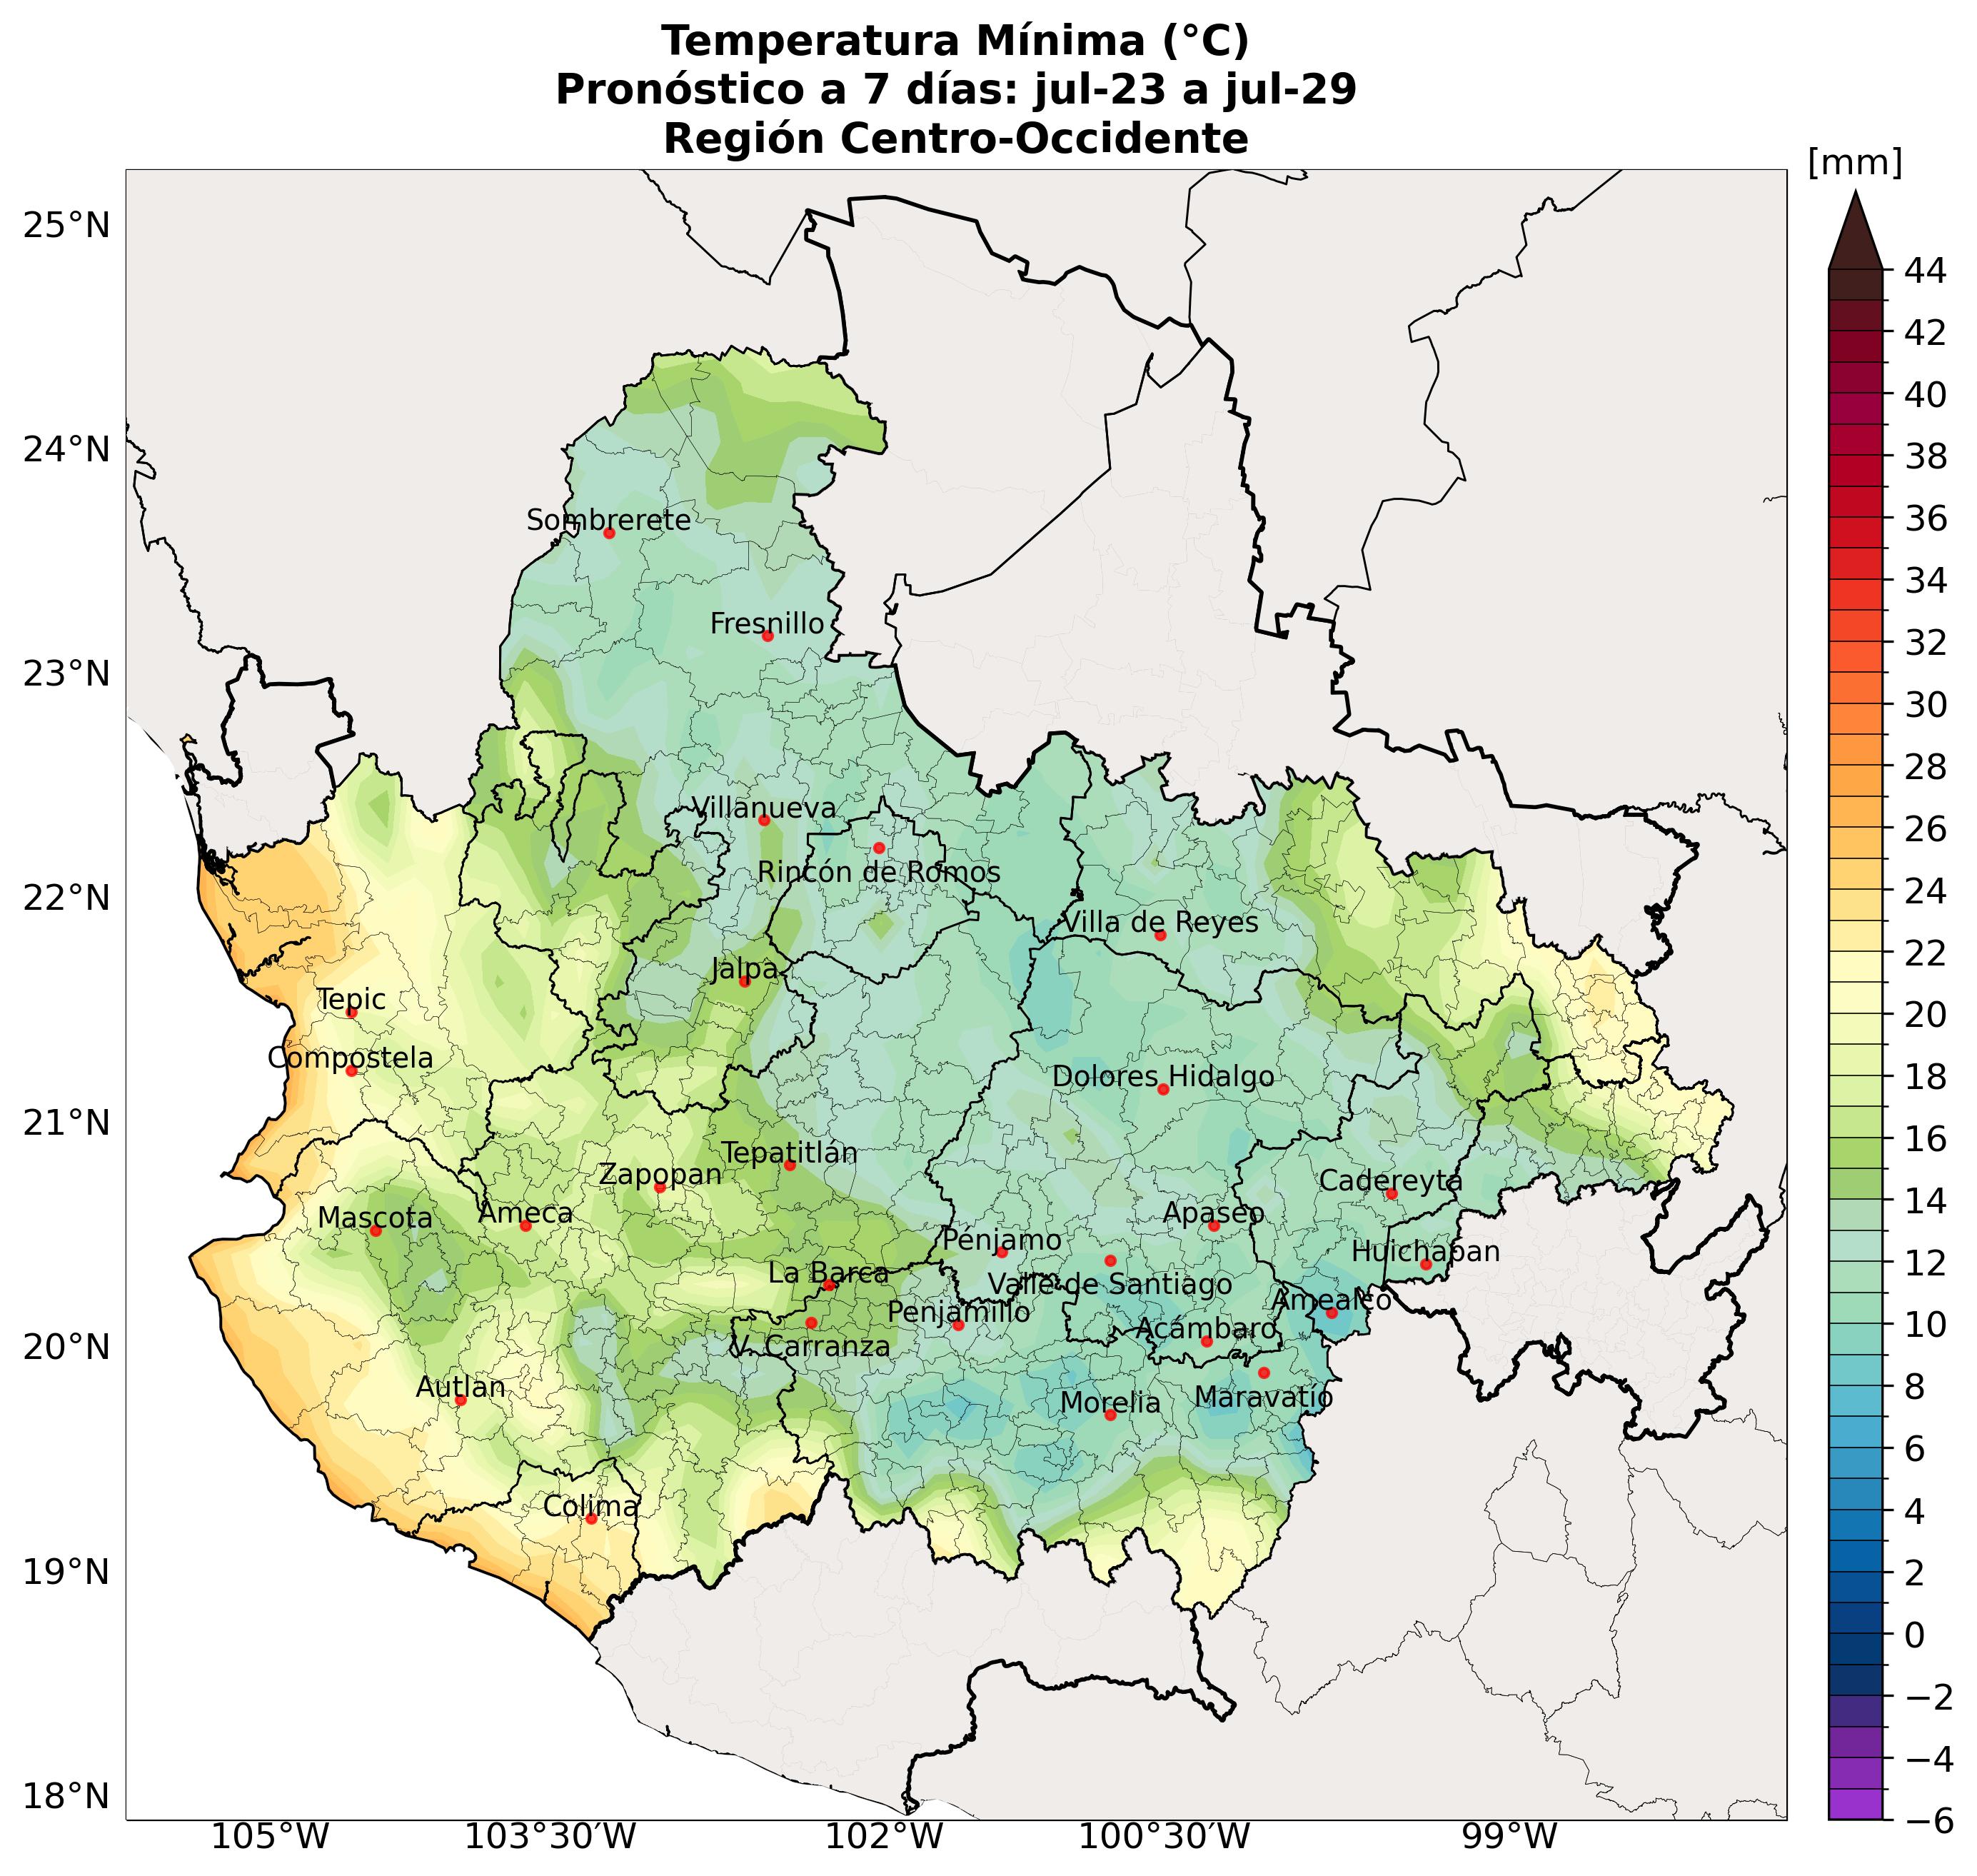 Temperatura Mínima (°C)
Pronóstico a 7 días: jul-23 a jul-29
Región Centro-Occidente
[mm]
25°N
24°N
23°N
22°N
21°N
20°N
19°N
18°N
Sombrerete
Fresnillo
Villanueva
Rincón de Romos
Villa de Reyes
Jalpa
Tepic
Compostela
Dolores Hidalgo
Tepatitlán
Zapopan
Cadereyta
Mascota
Ameca
Apaseo
Pénjamo
Huichapan
La Barca
Valle de Santiago
Amealco
Penjamillo
Acámbaro
V. Carranza
Autlan
Morelia
Maravatío
Colima
105°W
103°30′W
102°W
100°30′W
99°W
44
42
40
38
36
34
32
30
28
26
24
22
20
18
16
14
12
10
8
6
4
2
0
−2
−4
−6